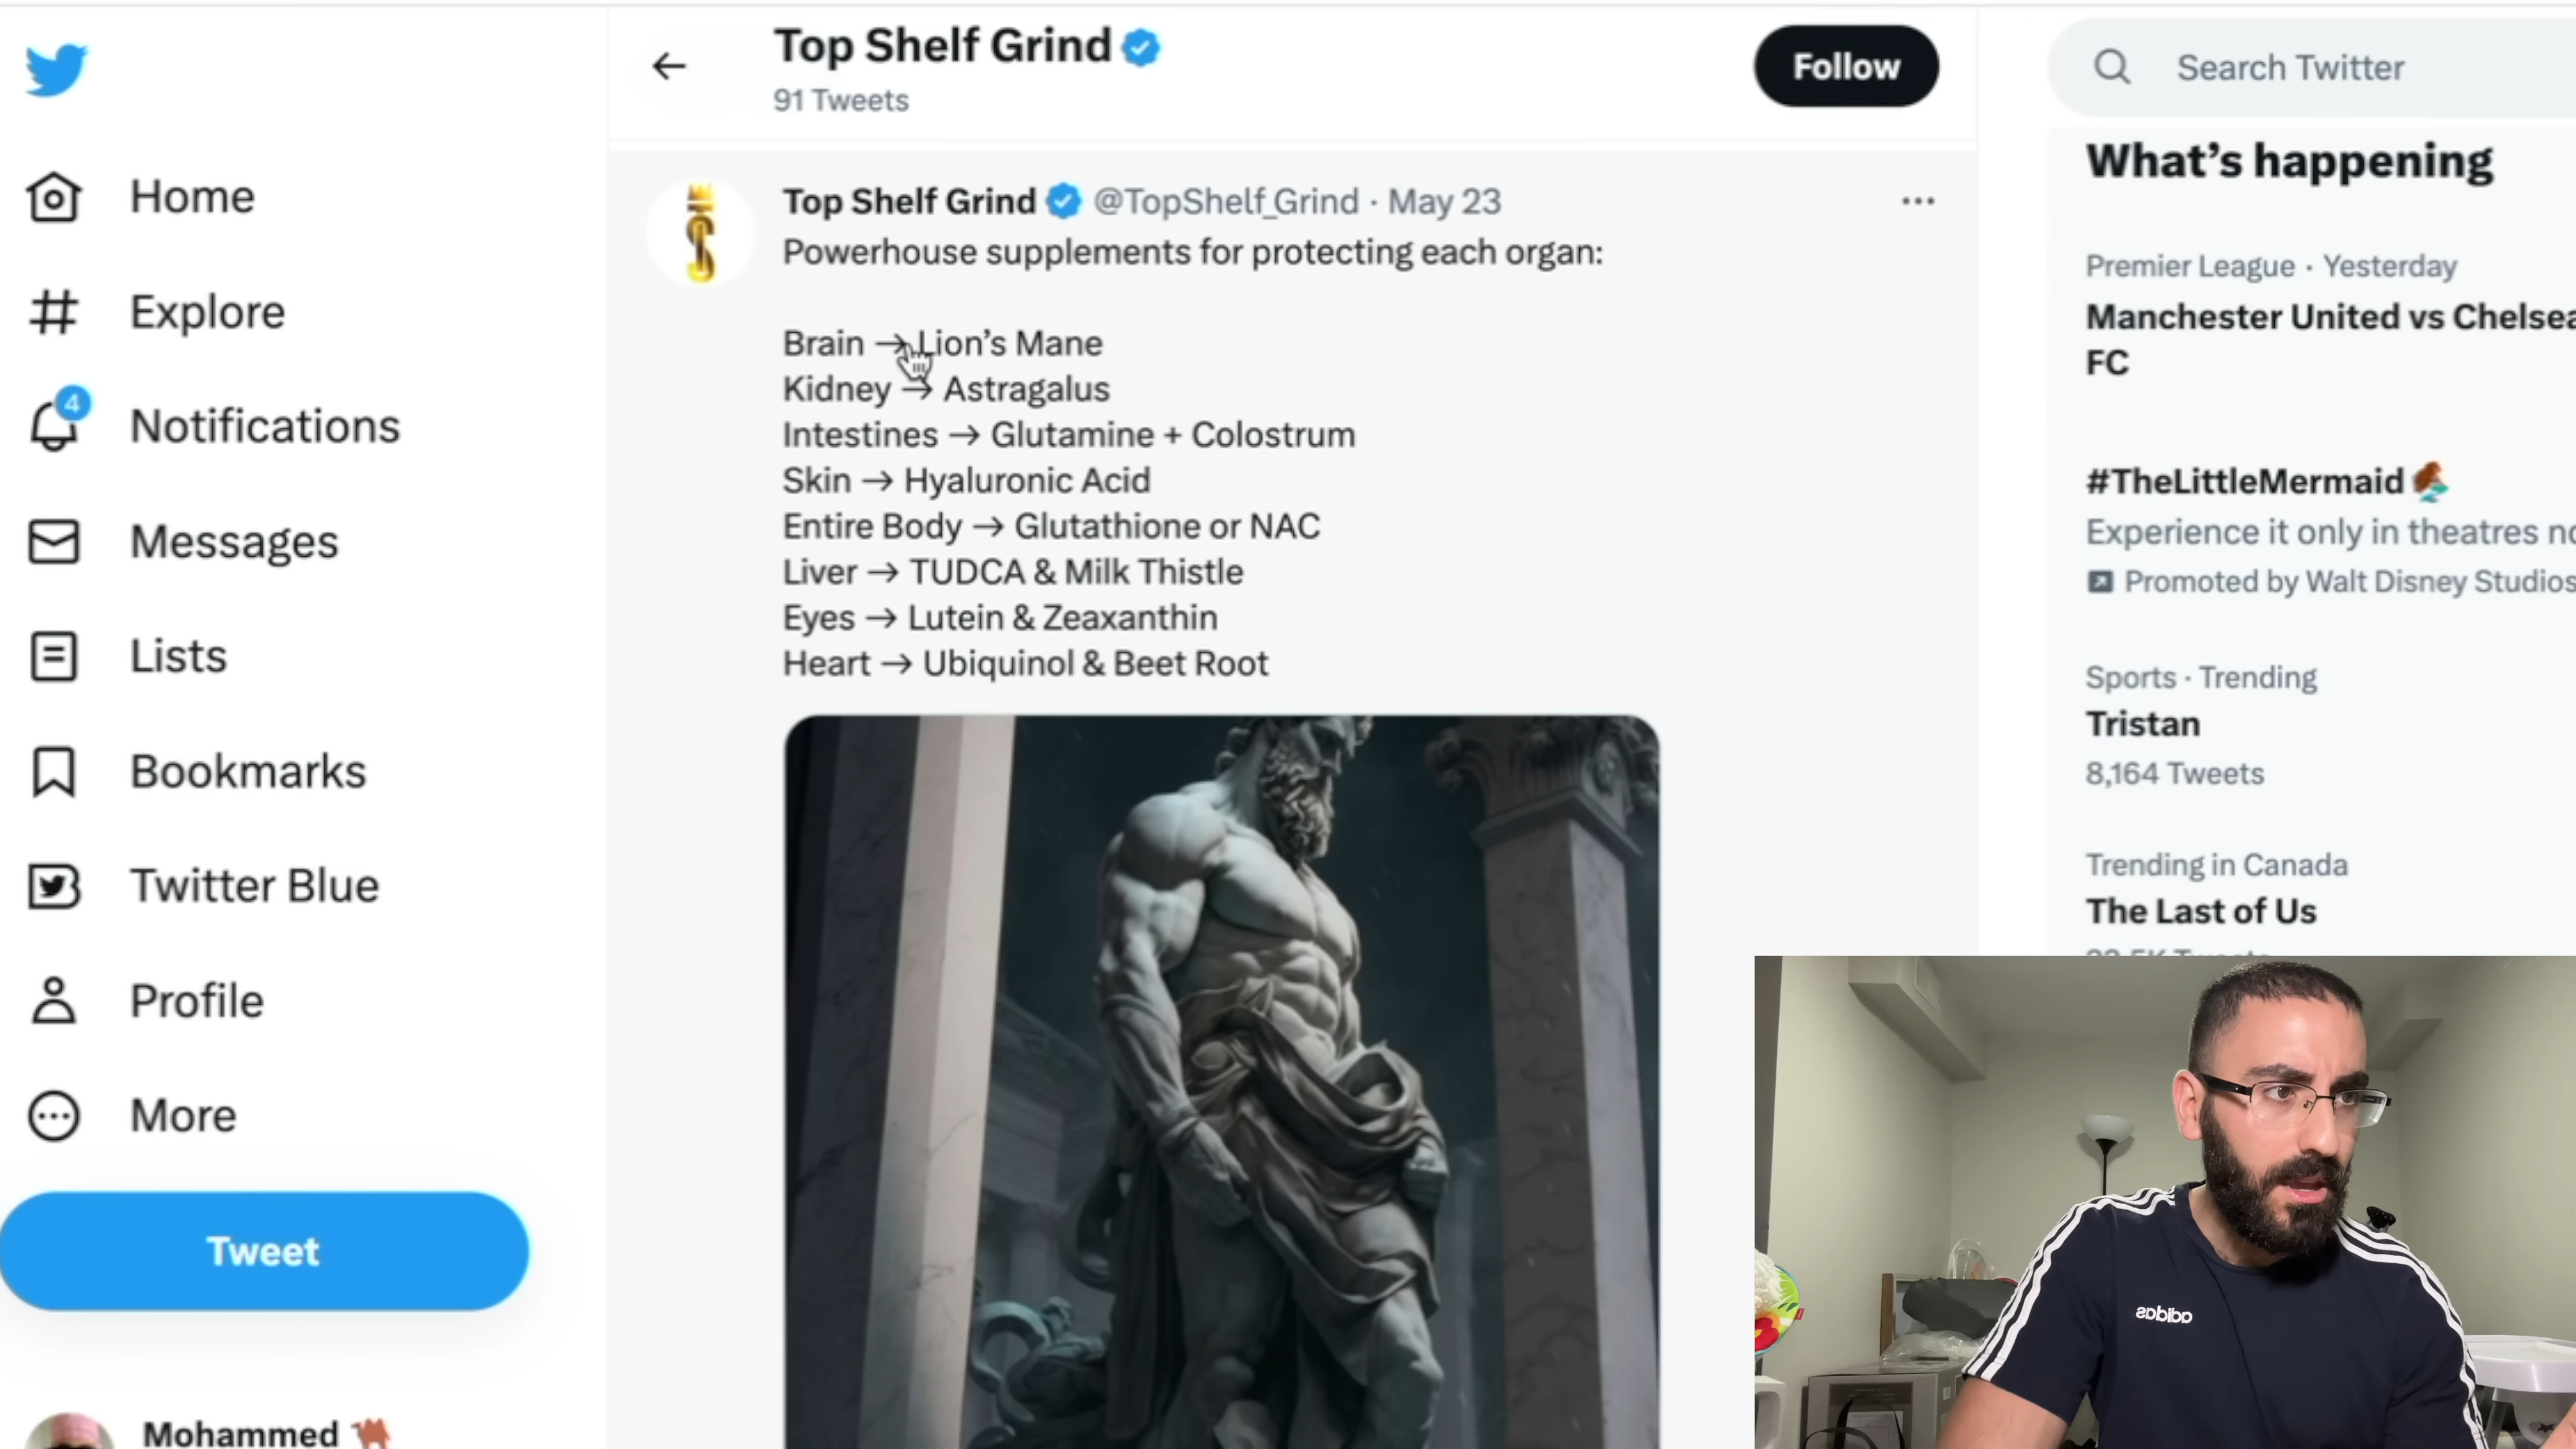 Top Shelf Grind
91 Tweets
Follow
Search Twitter
Home
Explore
4
Notifications
Messages
Lists
Bookmarks
Twitter Blue
Profile
More
Tweet
Mohammed
Top Shelf Grind @TopShelf_Grind · May 23
Powerhouse supplements for protecting each organ:
Brain → Lion's Mane
Kidney → Astragalus
Intestines → Glutamine + Colostrum
Skin → Hyaluronic Acid
Entire Body → Glutathione or NAC
Liver → TUDCA & Milk Thistle
Eyes → Lutein & Zeaxanthin
Heart → Ubiquinol & Beet Root
What's happening
Premier League · Yesterday
Manchester United vs Chelsea
FC
#TheLittleMermaid
Experience it only in theatres
Promoted by Walt Disney Studios
Sports · Trending
Tristan
8,164 Tweets
Trending in Canada
The Last of Us
adidas